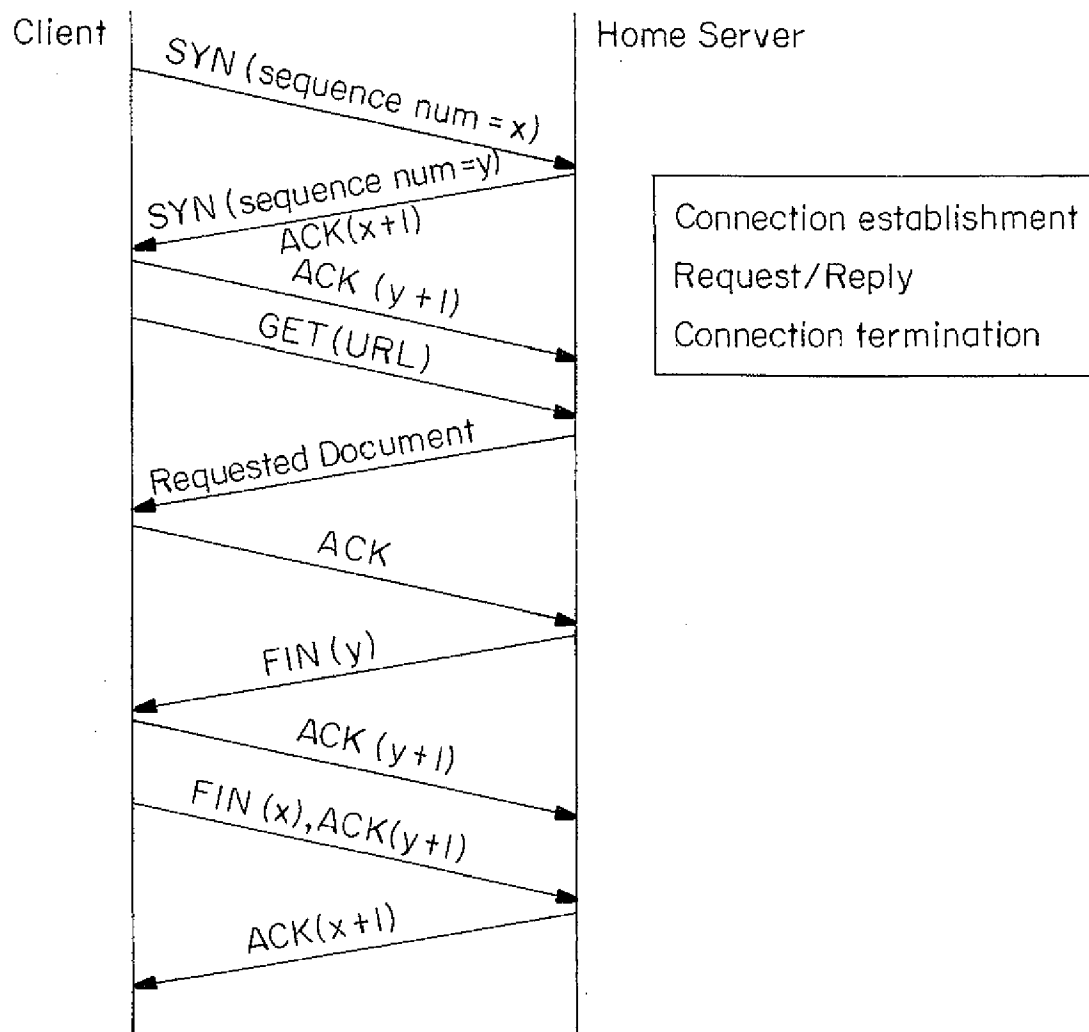 Client
Home Server
SYN (sequence num = x)
SYN (sequence num=y)
ACK(x+1)
ACK (y+1)
GET(URL)
Connection establishment
Request/Reply
Connection termination
Requested Document
ACK
FIN (y)
ACK (y+1)
FIN (x), ACK(y+1)
ACK(x+1)